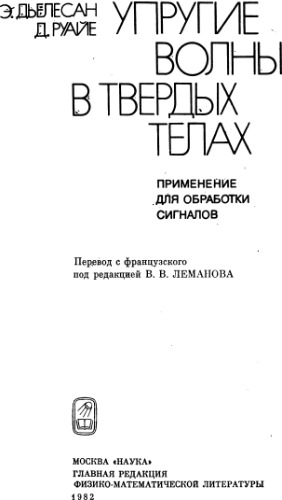 Э. ДЬЕЛЕСАН
Д. РУАЙЕ
УПРУГИЕ
ВОЛНЫ
В ТВЕРДЫХ
ТЕЛАХ
ПРИМЕНЕНИЕ
ДЛЯ ОБРАБОТКИ
СИГНАЛОВ
Перевод с французского
под редакцией В. В. ЛЕМАНОВА
МОСКВА «НАУКА»
ГЛАВНАЯ РЕДАКЦИЯ
ФИЗИКО-МАТЕМАТИЧЕСКОЙ ЛИТЕРАТУРЫ
1982